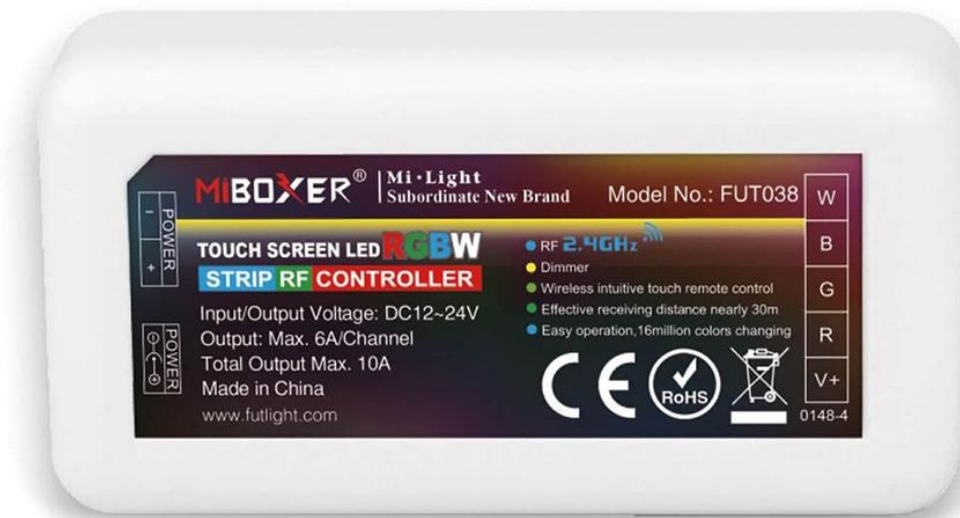 MIBOXER® | Mi·Light
Subordinate New Brand
Model No.: FUT038
TOUCH SCREEN LED RGBW
STRIP RF CONTROLLER
Input/Output Voltage: DC12~24V
Output: Max. 6A/Channel
Total Output Max. 10A
Made in China
www.futlight.com
RF 2.4GHz
Dimmer
Wireless intuitive touch remote control
Effective receiving distance nearly 30m
Easy operation,16million colors changing
RoHS
POWER
- +
POWER
W
B
G
R
V+
0148-4